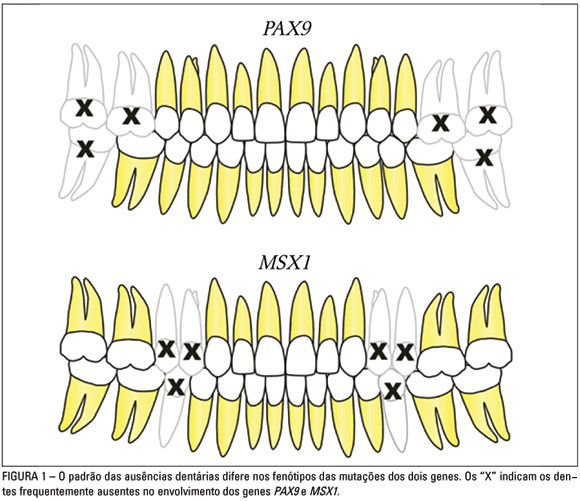 PAX9
X X X X
X X
MSX1
X X X X
X X
FIGURA 1 – O padrão das ausências dentárias difere nos fenótipos das mutações dos dois genes. Os “X” indicam os den-
tes frequentemente ausentes no envolvimento dos genes PAX9 e MSX1.